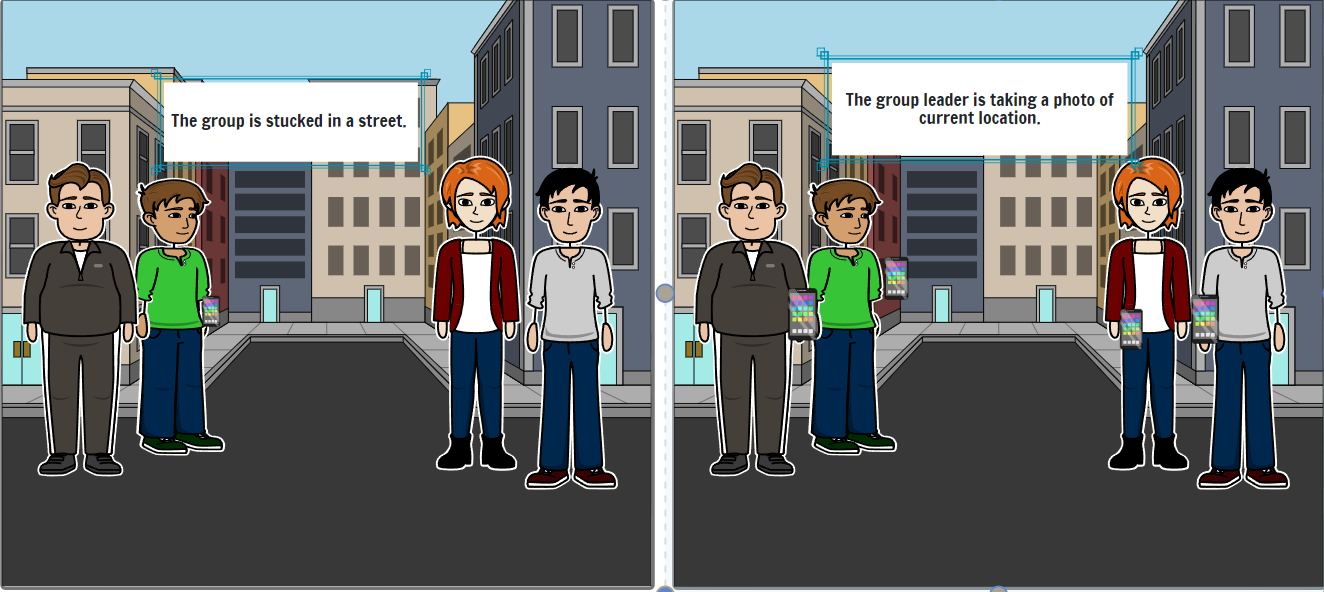 The group is stucked in a street.
The group leader is taking a photo of
current location.